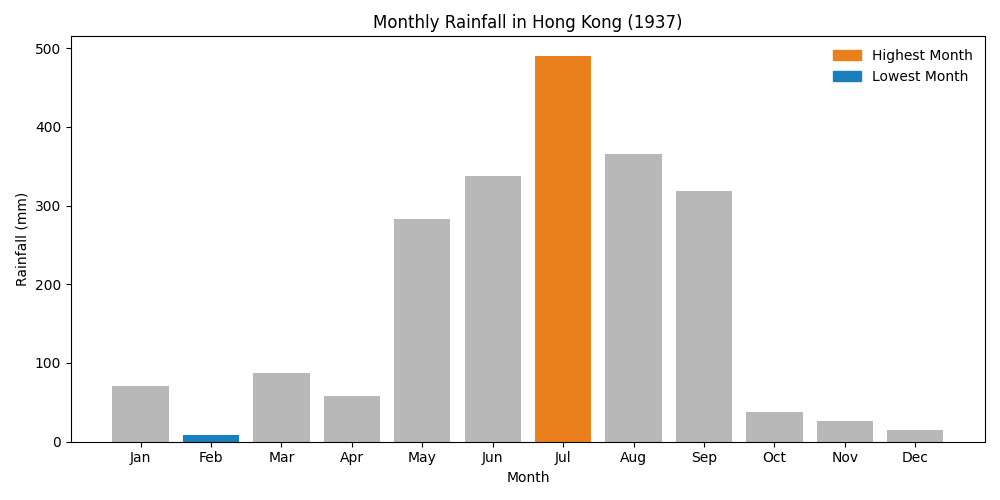 Monthly Rainfall in Hong Kong (1937)
Highest Month
Lowest Month
Rainfall (mm)
500
400
300
200
100
0
Jan Feb Mar Apr May Jun Jul Aug Sep Oct Nov Dec
Month